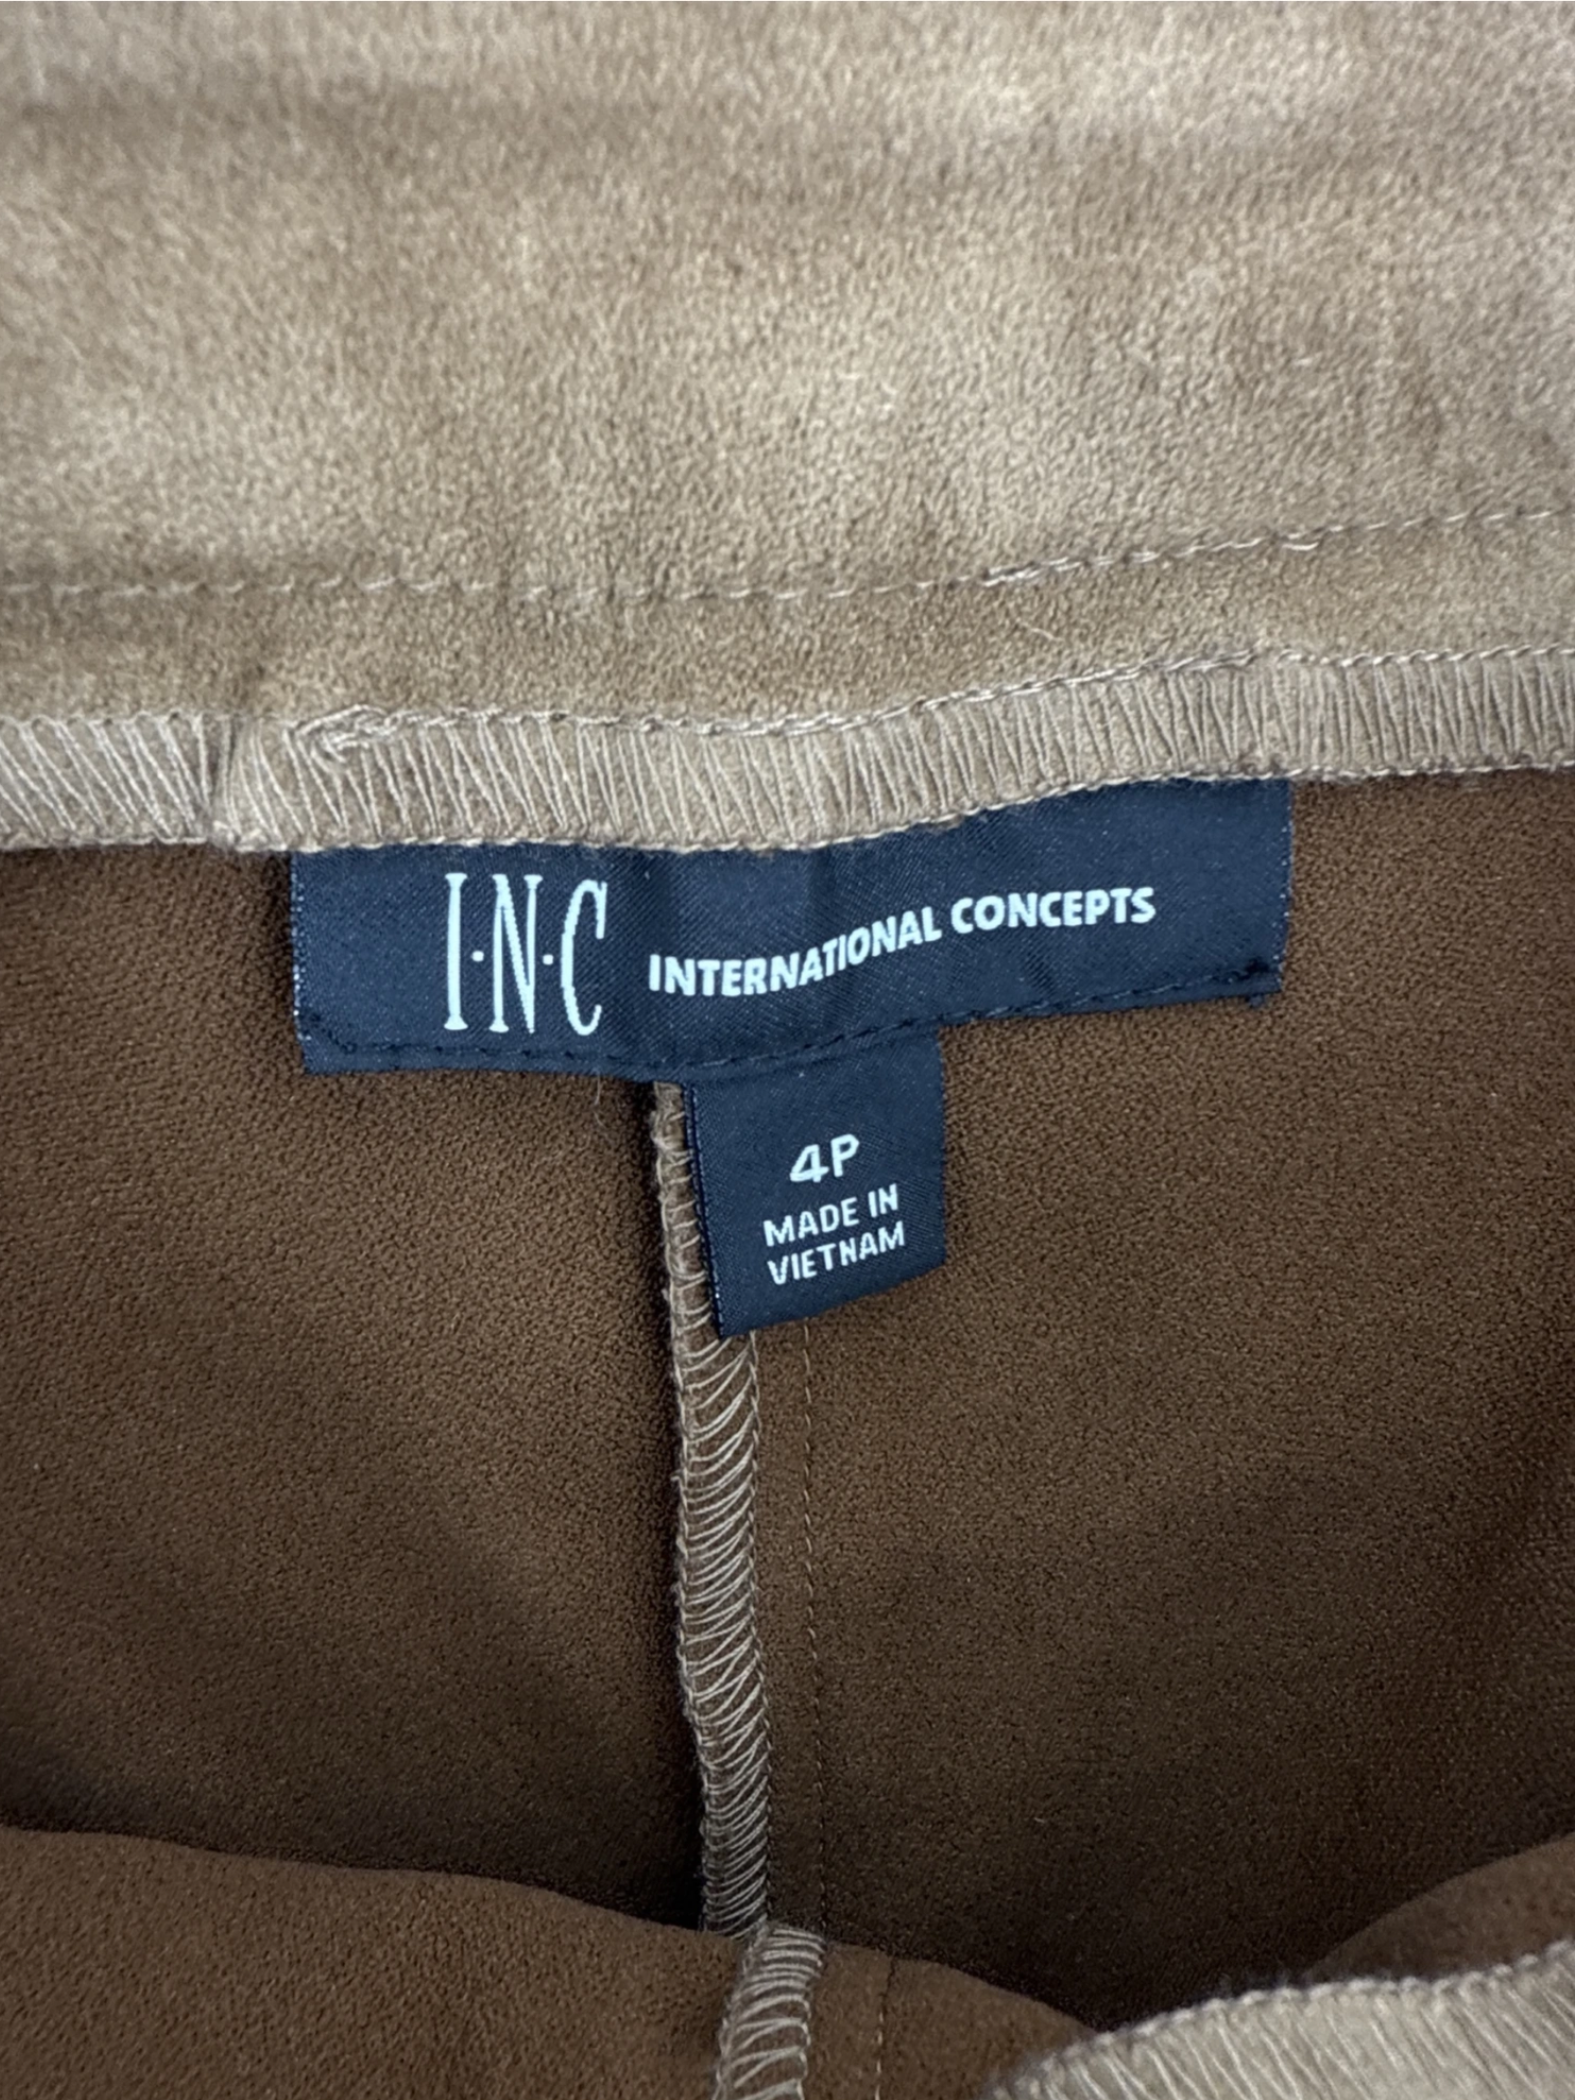 I·N·C INTERNATIONAL CONCEPTS
4P
MADE IN
VIETNAM